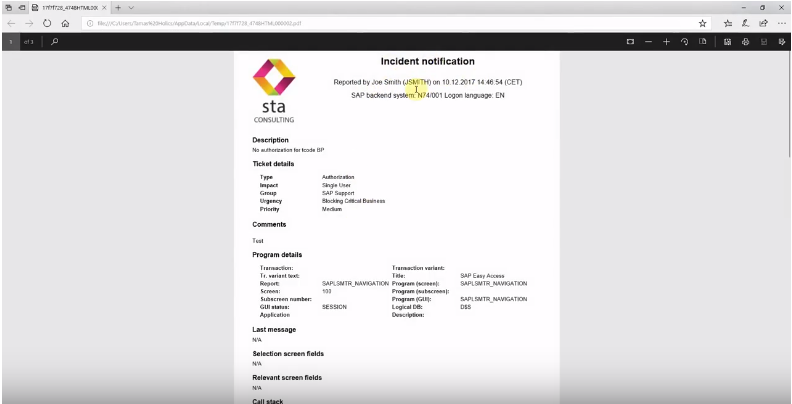 17f7f728_4748HTML000002
file:///C:/Users/Tamas%20Hullos/AppData/Local/Temp/17f7f728_4748HTML000002.pdf
1 of 3
Incident notification
Reported by Joe Smith (JSMITH) on 10.12.2017 14:46:54 (CET)
SAP backend system: N74/001 Logon language: EN
sta
CONSULTING
Description
No authorization for tcode BP
Ticket details
Type Authorization
Impact Single User
Group SAP Support
Urgency Blocking Critical Business
Priority Medium
Comments
Test
Program details
Transaction: Transaction variant:
Tr. variant text: Title: SAP Easy Access
Report: SAPLSMTR_NAVIGATION Program (screen): SAPLSMTR_NAVIGATION
Screen: 100 Program (subscreen):
Subscreen number: Program (GUI): SAPLSMTR_NAVIGATION
GUI status: SESSION Logical DB: D$S
Application Description:
Last message
N/A
Selection screen fields
N/A
Relevant screen fields
N/A
Call stack